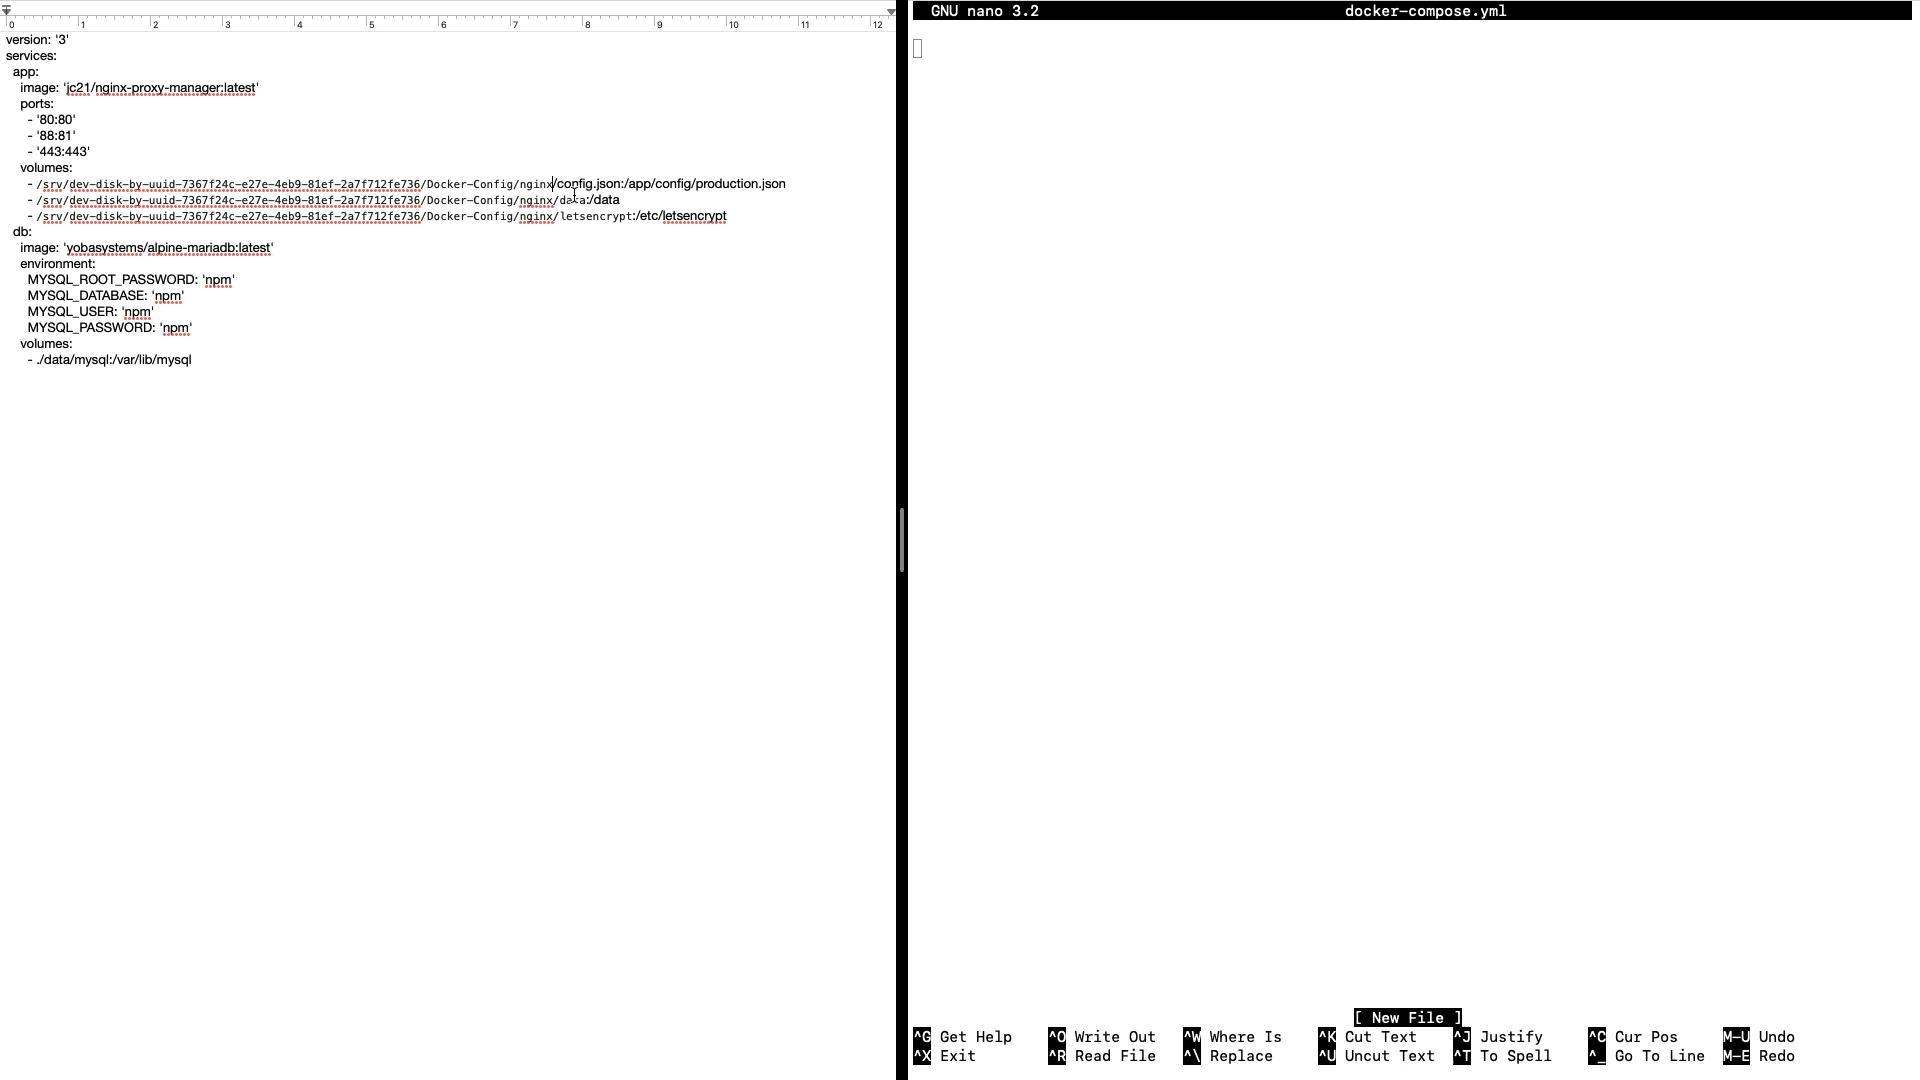 0 1 2 3 4 5 6 7 8 9 10 11 12
version: '3'
services:
  app:
    image: 'jc21/nginx-proxy-manager:latest'
    ports:
      - '80:80'
      - '88:81'
      - '443:443'
    volumes:
      - /srv/dev-disk-by-uuid-7367f24c-e27e-4eb9-81ef-2a7f712fe736/Docker-Config/nginx/config.json:/app/config/production.json
      - /srv/dev-disk-by-uuid-7367f24c-e27e-4eb9-81ef-2a7f712fe736/Docker-Config/nginx/data:/data
      - /srv/dev-disk-by-uuid-7367f24c-e27e-4eb9-81ef-2a7f712fe736/Docker-Config/nginx/letsencrypt:/etc/letsencrypt
  db:
    image: 'yobasystems/alpine-mariadb:latest'
    environment:
      MYSQL_ROOT_PASSWORD: 'npm'
      MYSQL_DATABASE: 'npm'
      MYSQL_USER: 'npm'
      MYSQL_PASSWORD: 'npm'
    volumes:
      - ./data/mysql:/var/lib/mysql
GNU nano 3.2 docker-compose.yml
[ New File ]
^G Get Help ^O Write Out ^W Where Is ^K Cut Text ^J Justify ^C Cur Pos M-U Undo
^X Exit ^R Read File ^\ Replace ^U Uncut Text ^T To Spell ^_ Go To Line M-E Redo